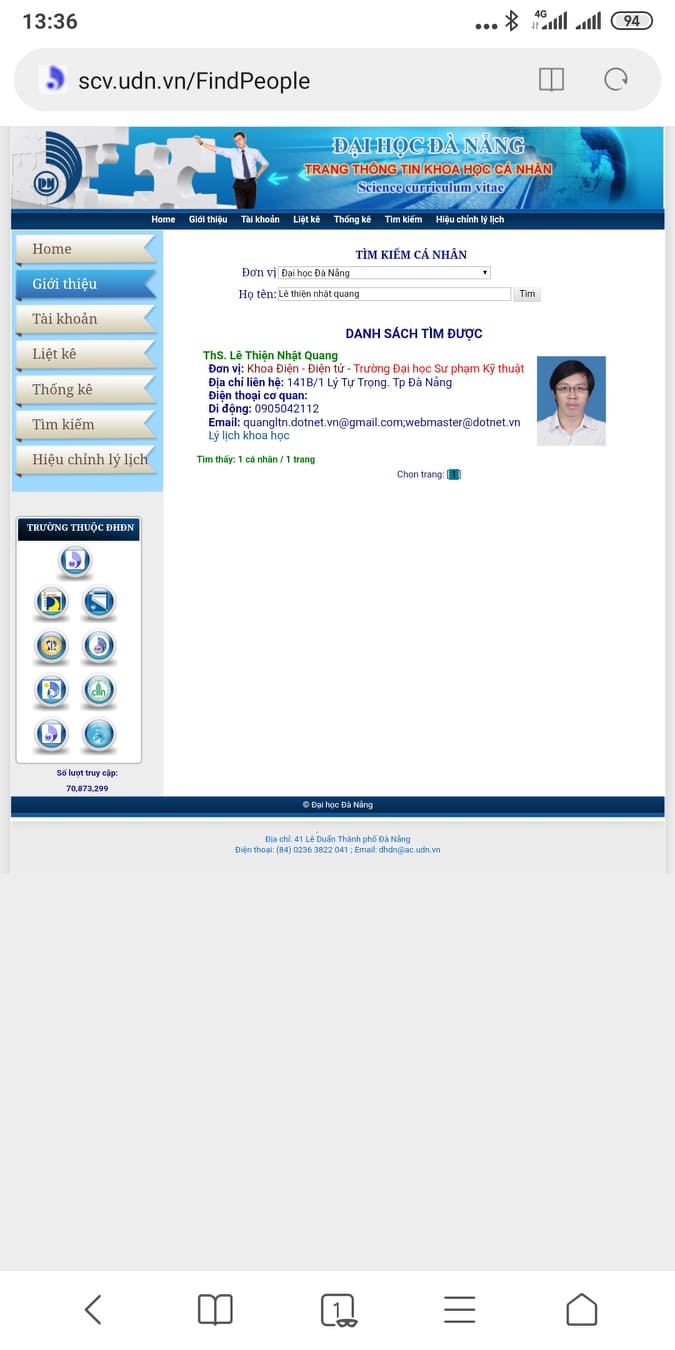 13:36
4G
94
scv.udn.vn/FindPeople
ĐẠI HỌC ĐÀ NẴNG
TRANG THÔNG TIN KHOA HỌC CÁ NHÂN
Science curriculum vitae
Home Giới thiệu Tài khoản Liệt kê Thống kê Tìm kiếm Hiệu chỉnh lý lịch
Home
Giới thiệu
Tài khoản
Liệt kê
Thống kê
Tìm kiếm
Hiệu chỉnh lý lịch
TÌM KIẾM CÁ NHÂN
Đơn vị Đại học Đà Nẵng
Họ tên: Lê thiện nhật quang Tìm
DANH SÁCH TÌM ĐƯỢC
ThS. Lê Thiện Nhật Quang
Đơn vị: Khoa Điện - Điện tử - Trường Đại học Sư phạm Kỹ thuật
Địa chỉ liên hệ: 141B/1 Lý Tự Trọng. Tp Đà Nẵng
Điện thoại cơ quan:
Di động: 0905042112
Email: quangltn.dotnet.vn@gmail.com;webmaster@dotnet.vn
Lý lịch khoa học
Tìm thấy: 1 cá nhân / 1 trang
Chọn trang: 1
TRƯỜNG THUỘC ĐHĐN
Số lượt truy cập:
70,873,299
© Đại học Đà Nẵng
Địa chỉ: 41 Lê Duẩn Thành phố Đà Nẵng
Điện thoại: (84) 0236 3822 041 ; Email: dhdn@ac.udn.vn
1